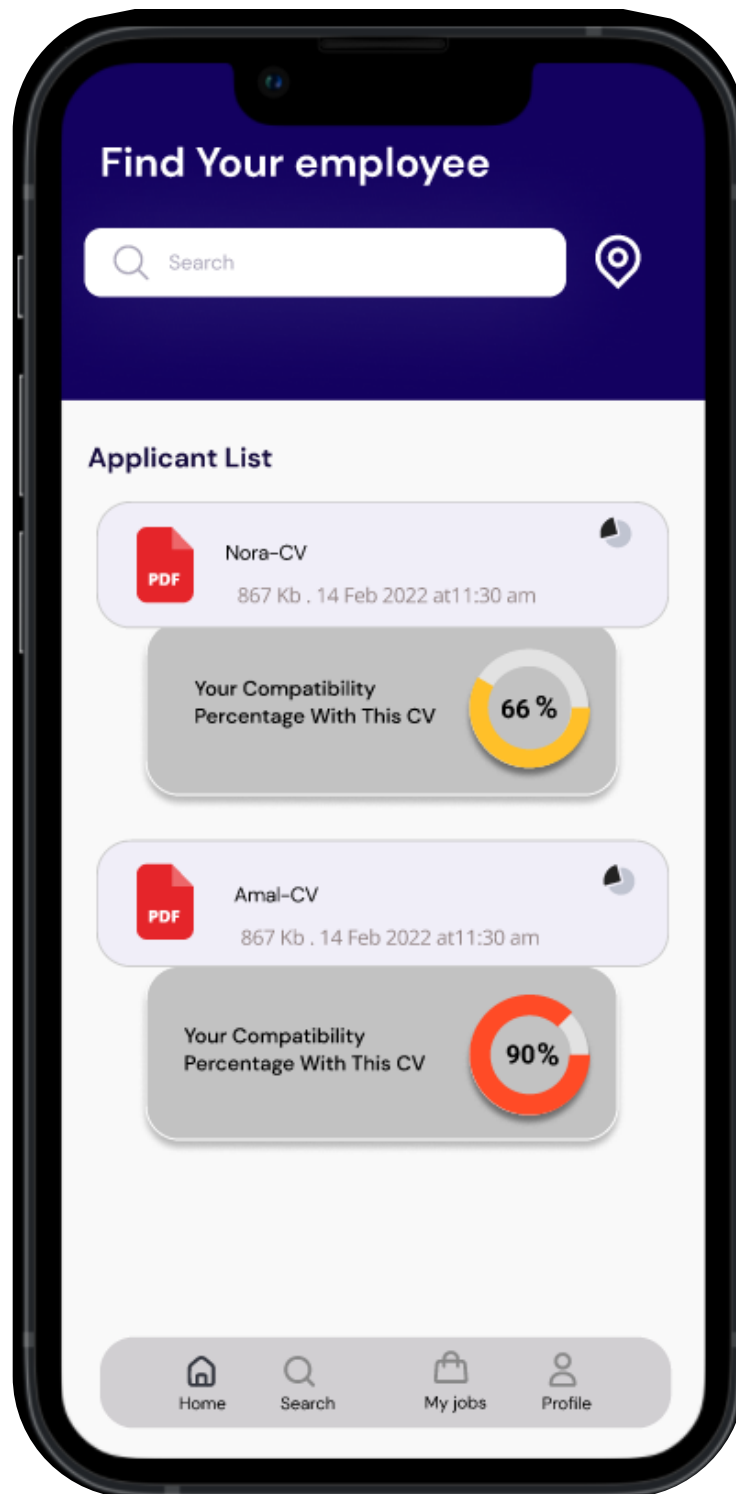 Find Your employee
Search
Applicant List
PDF
Nora-CV
867 Kb . 14 Feb 2022 at11:30 am
Your Compatibility
Percentage With This CV
66 %
PDF
Amal-CV
867 Kb . 14 Feb 2022 at11:30 am
Your Compatibility
Percentage With This CV
90%
Home Search My jobs Profile